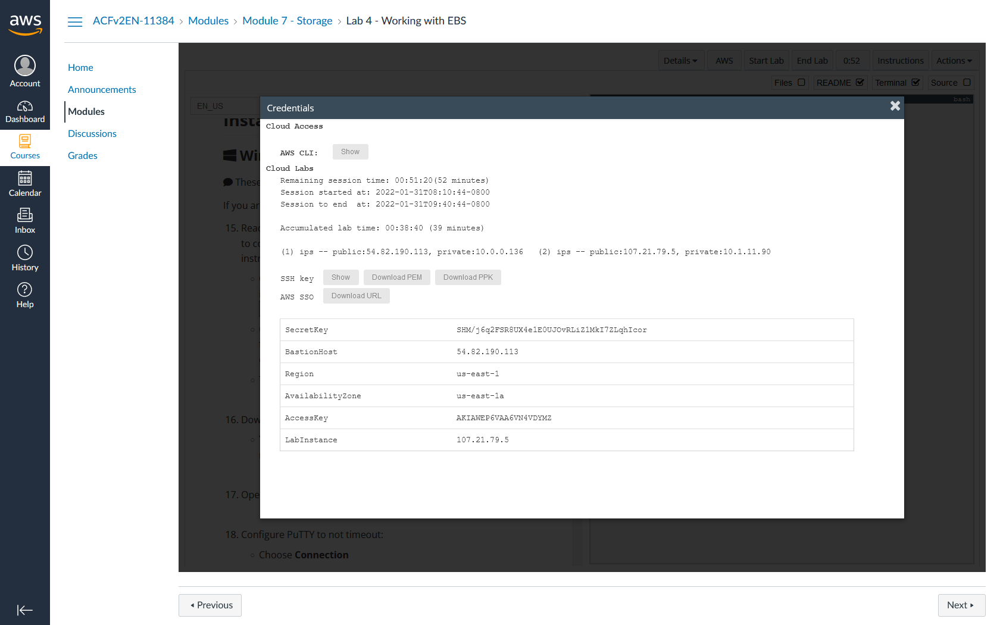 aws
ACFv2EN-11384 › Modules › Module 7 - Storage › Lab 4 - Working with EBS
Account
Dashboard
Courses
Calendar
Inbox
History
Help
Home
Announcements
Modules
Discussions
Grades
Details AWS Start Lab End Lab 0:52 Instructions Actions
Files README Terminal Source
EN_US
bash
Credentials
Cloud Access
AWS CLI: Show
Cloud Labs
Remaining session time: 00:51:20(52 minutes)
Session started at: 2022-01-31T08:10:44-0800
Session to end  at: 2022-01-31T09:40:44-0800
Accumulated lab time: 00:38:40 (39 minutes)
(1) ips -- public:54.82.190.113, private:10.0.0.136   (2) ips -- public:107.21.79.5, private:10.1.11.90
SSH key Show Download PEM Download PPK
AWS SSO Download URL
SecretKey SHM/j6q2FSR8UX4e1E0UJOvRLiZ1MkI7ZLqhIcor
BastionHost 54.82.190.113
Region us-east-1
AvailabilityZone us-east-1a
AccessKey AKIAWEP6VAA6VN4VDYMZ
LabInstance 107.21.79.5
These
If you ar
15. Read
to co
instr
16. Dow
17. Ope
18. Configure PuTTY to not timeout:
Choose Connection
Previous
Next